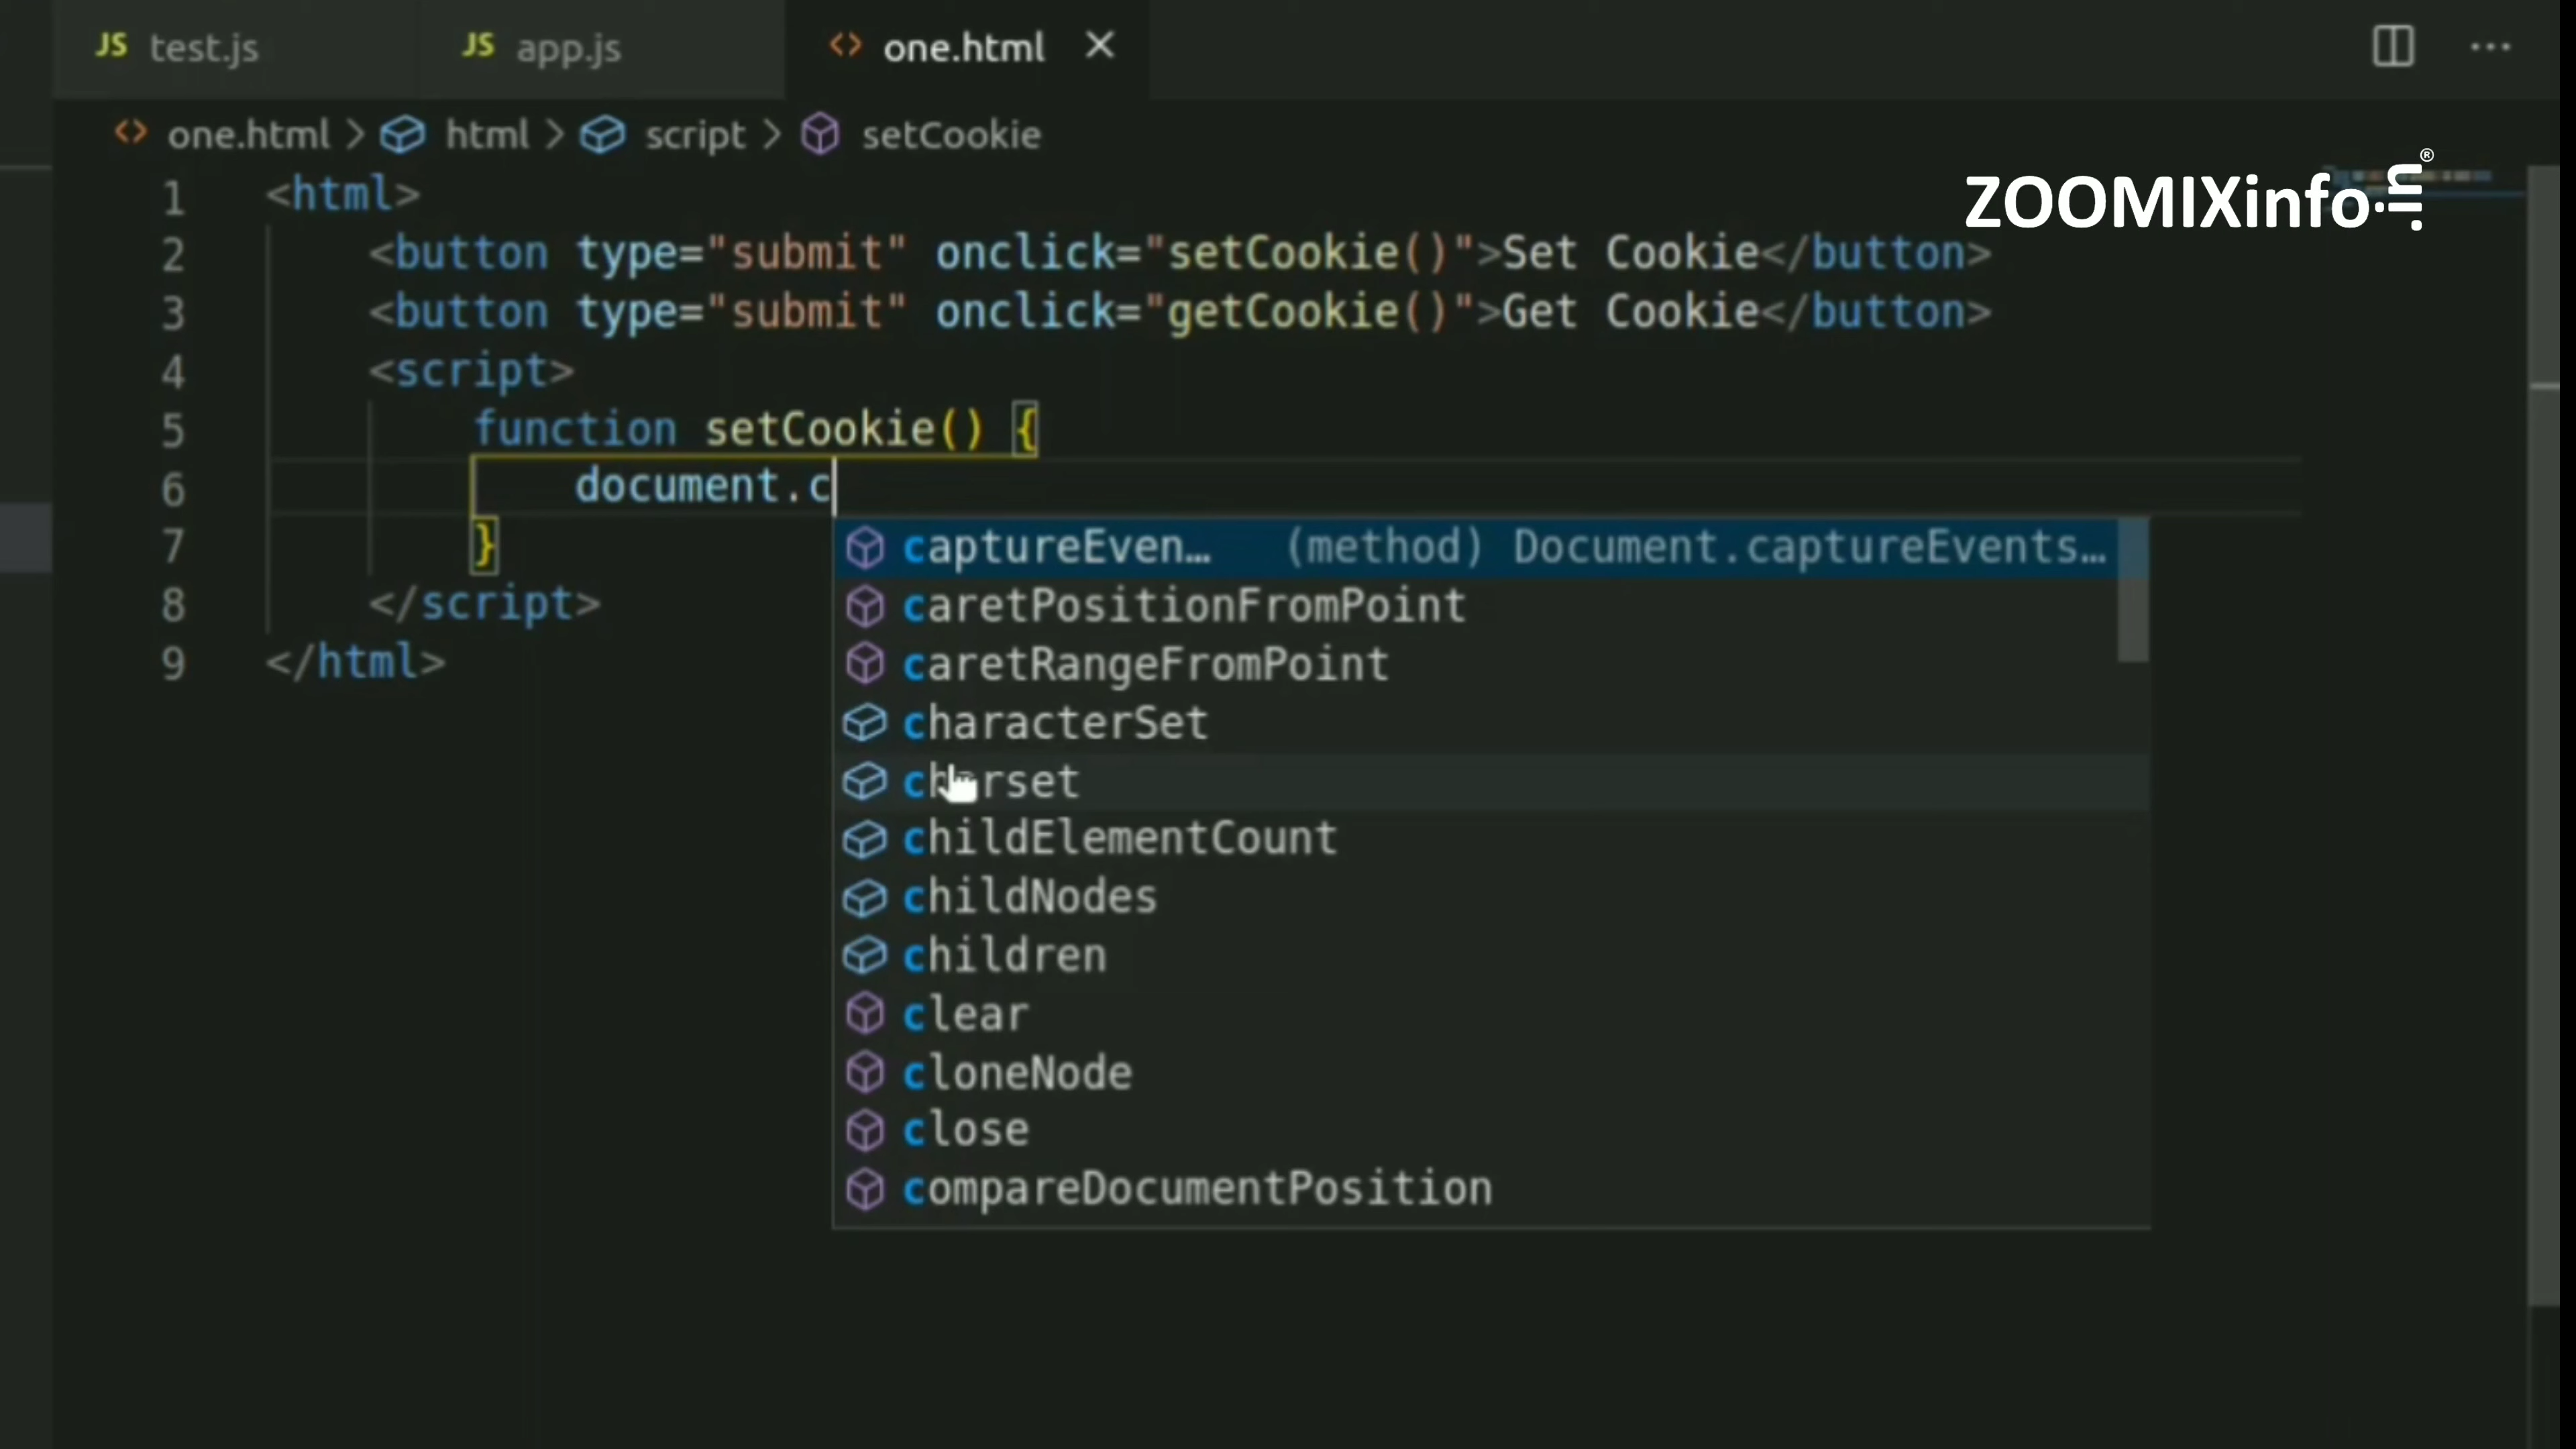 JS test.js JS app.js <> one.html ×
<> one.html > html > script > setCookie
ZOOMIXinfo.in®
1 <html>
2 <button type="submit" onclick="setCookie()">Set Cookie</button>
3 <button type="submit" onclick="getCookie()">Get Cookie</button>
4 <script>
5 function setCookie() {
6 document.c
7 }
8 </script>
9 </html>
captureEven… (method) Document.captureEvents…
caretPositionFromPoint
caretRangeFromPoint
characterSet
charset
childElementCount
childNodes
children
clear
cloneNode
close
compareDocumentPosition